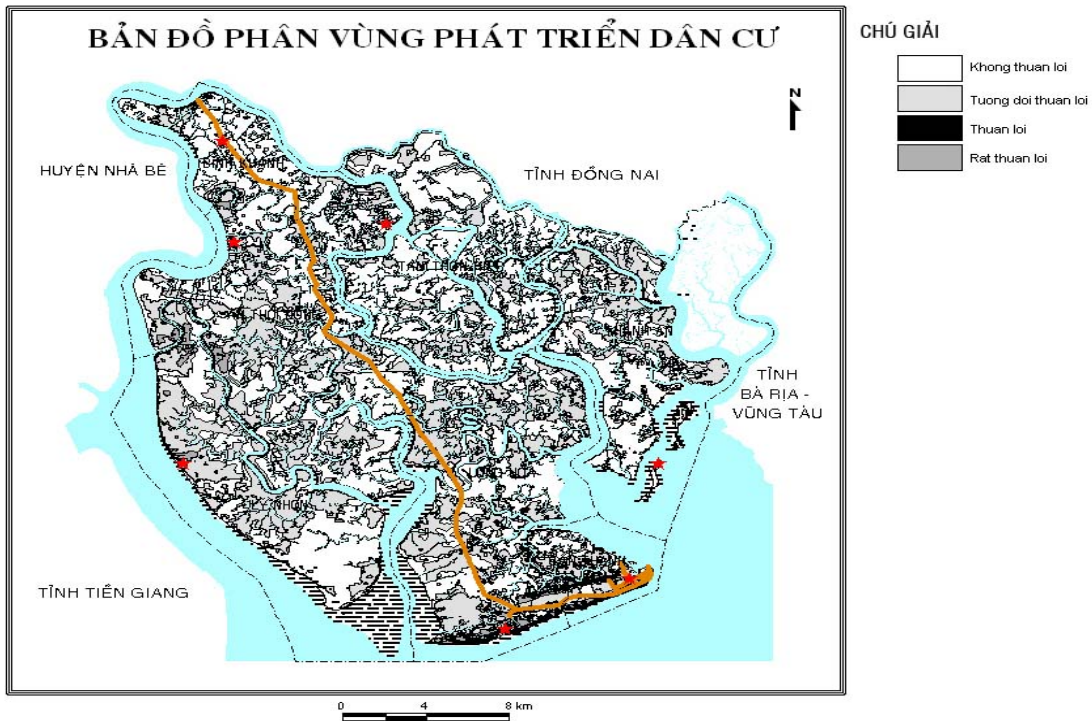 BẢN ĐỒ PHÂN VÙNG PHÁT TRIỂN DÂN CƯ
CHÚ GIẢI
Khong thuan loi
Tuong doi thuan loi
Thuan loi
Rat thuan loi
N
HUYỆN NHÀ BÈ
TỈNH ĐỒNG NAI
TỈNH
BÀ RỊA -
VŨNG TÀU
LÝ NHƠN
TỈNH TIỀN GIANG
0 4 8 km